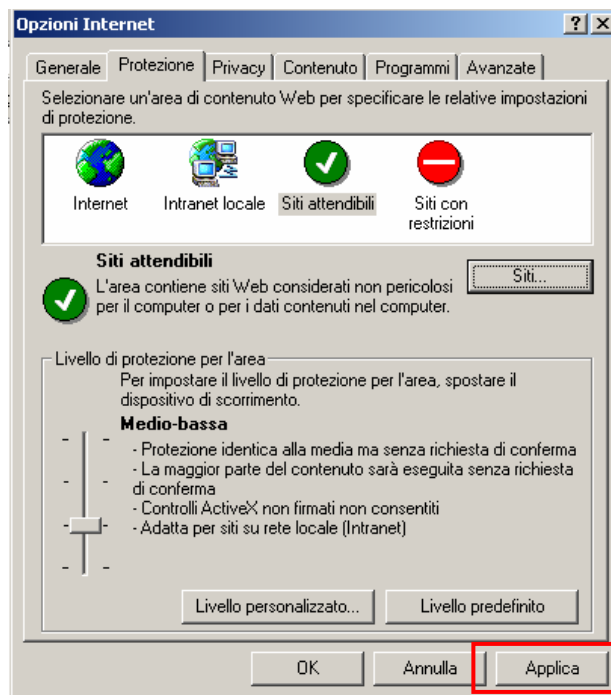 Opzioni Internet
Generale Protezione Privacy Contenuto Programmi Avanzate
Selezionare un'area di contenuto Web per specificare le relative impostazioni
di protezione.
Internet Intranet locale Siti attendibili Siti con
restrizioni
Siti attendibili
L'area contiene siti Web considerati non pericolosi
per il computer o per i dati contenuti nel computer.
Siti...
Livello di protezione per l'area
Per impostare il livello di protezione per l'area, spostare il
dispositivo di scorrimento.
Medio-bassa
- Protezione identica alla media ma senza richiesta di conferma
- La maggior parte del contenuto sarà eseguita senza richiesta
di conferma
- Controlli ActiveX non firmati non consentiti
- Adatta per siti su rete locale (Intranet)
Livello personalizzato... Livello predefinito
OK Annulla Applica